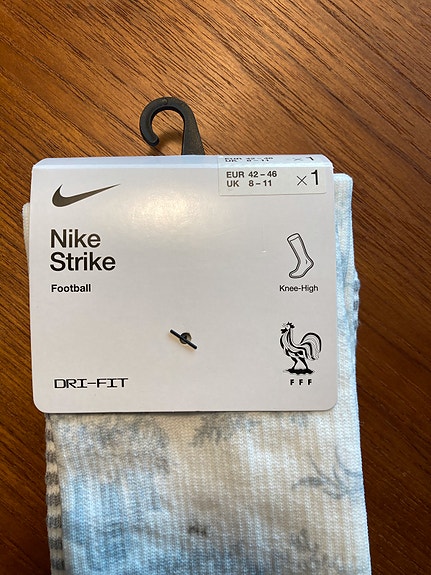 EUR 42 – 46
UK 8 – 11
×1
Nike
Strike
Football
Knee-High
DRI-FIT
FFF